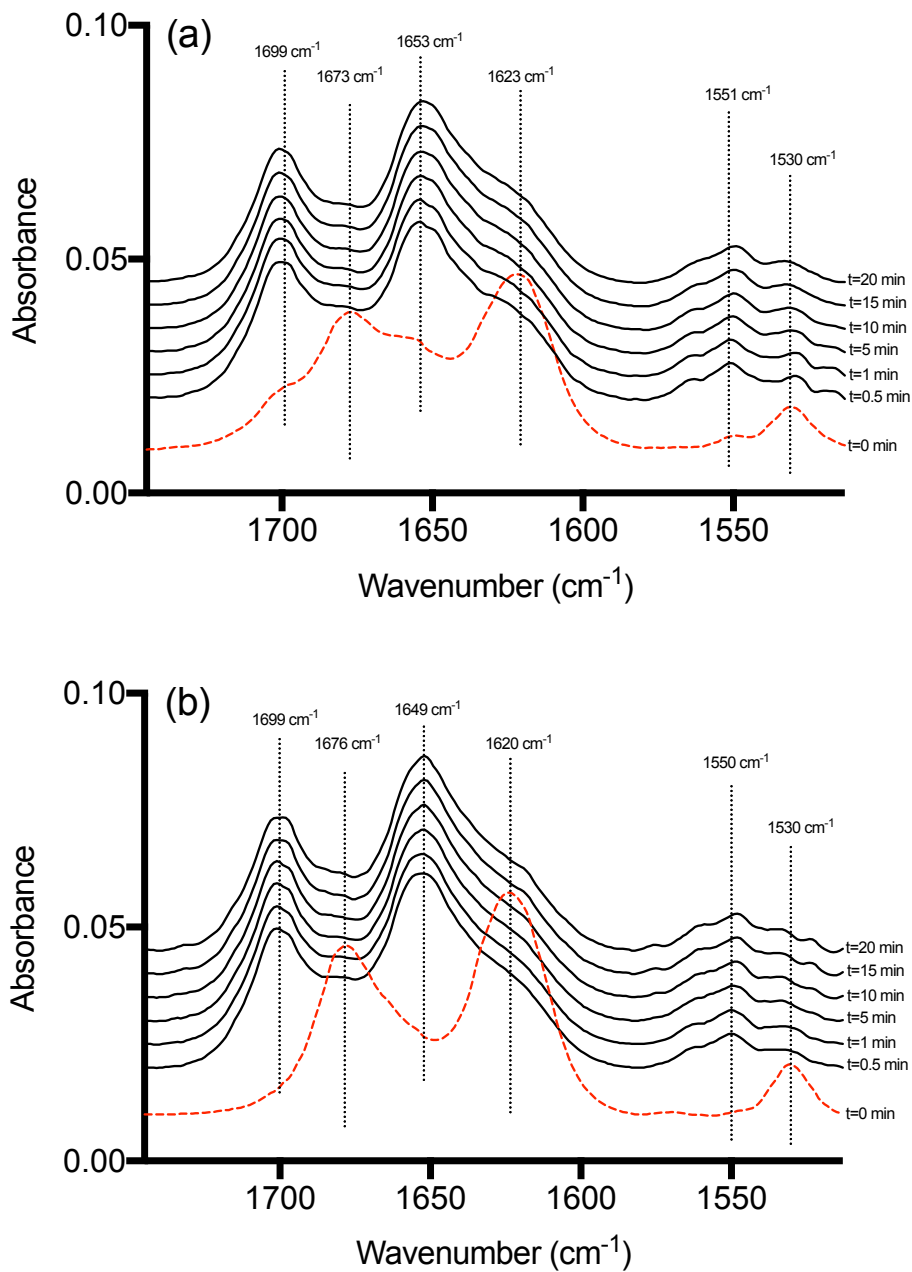 0.10
(a)
1699 cm-1
1673 cm-1
1653 cm-1
1623 cm-1
1551 cm-1
1530 cm-1
Absorbance
0.05
t=20 min
t=15 min
t=10 min
t=5 min
t=1 min
t=0.5 min
t=0 min
0.00
1700
1650
1600
1550
Wavenumber (cm-1)
0.10
(b)
1699 cm-1
1676 cm-1
1649 cm-1
1620 cm-1
1550 cm-1
1530 cm-1
Absorbance
0.05
t=20 min
t=15 min
t=10 min
t=5 min
t=1 min
t=0.5 min
t=0 min
0.00
1700
1650
1600
1550
Wavenumber (cm-1)